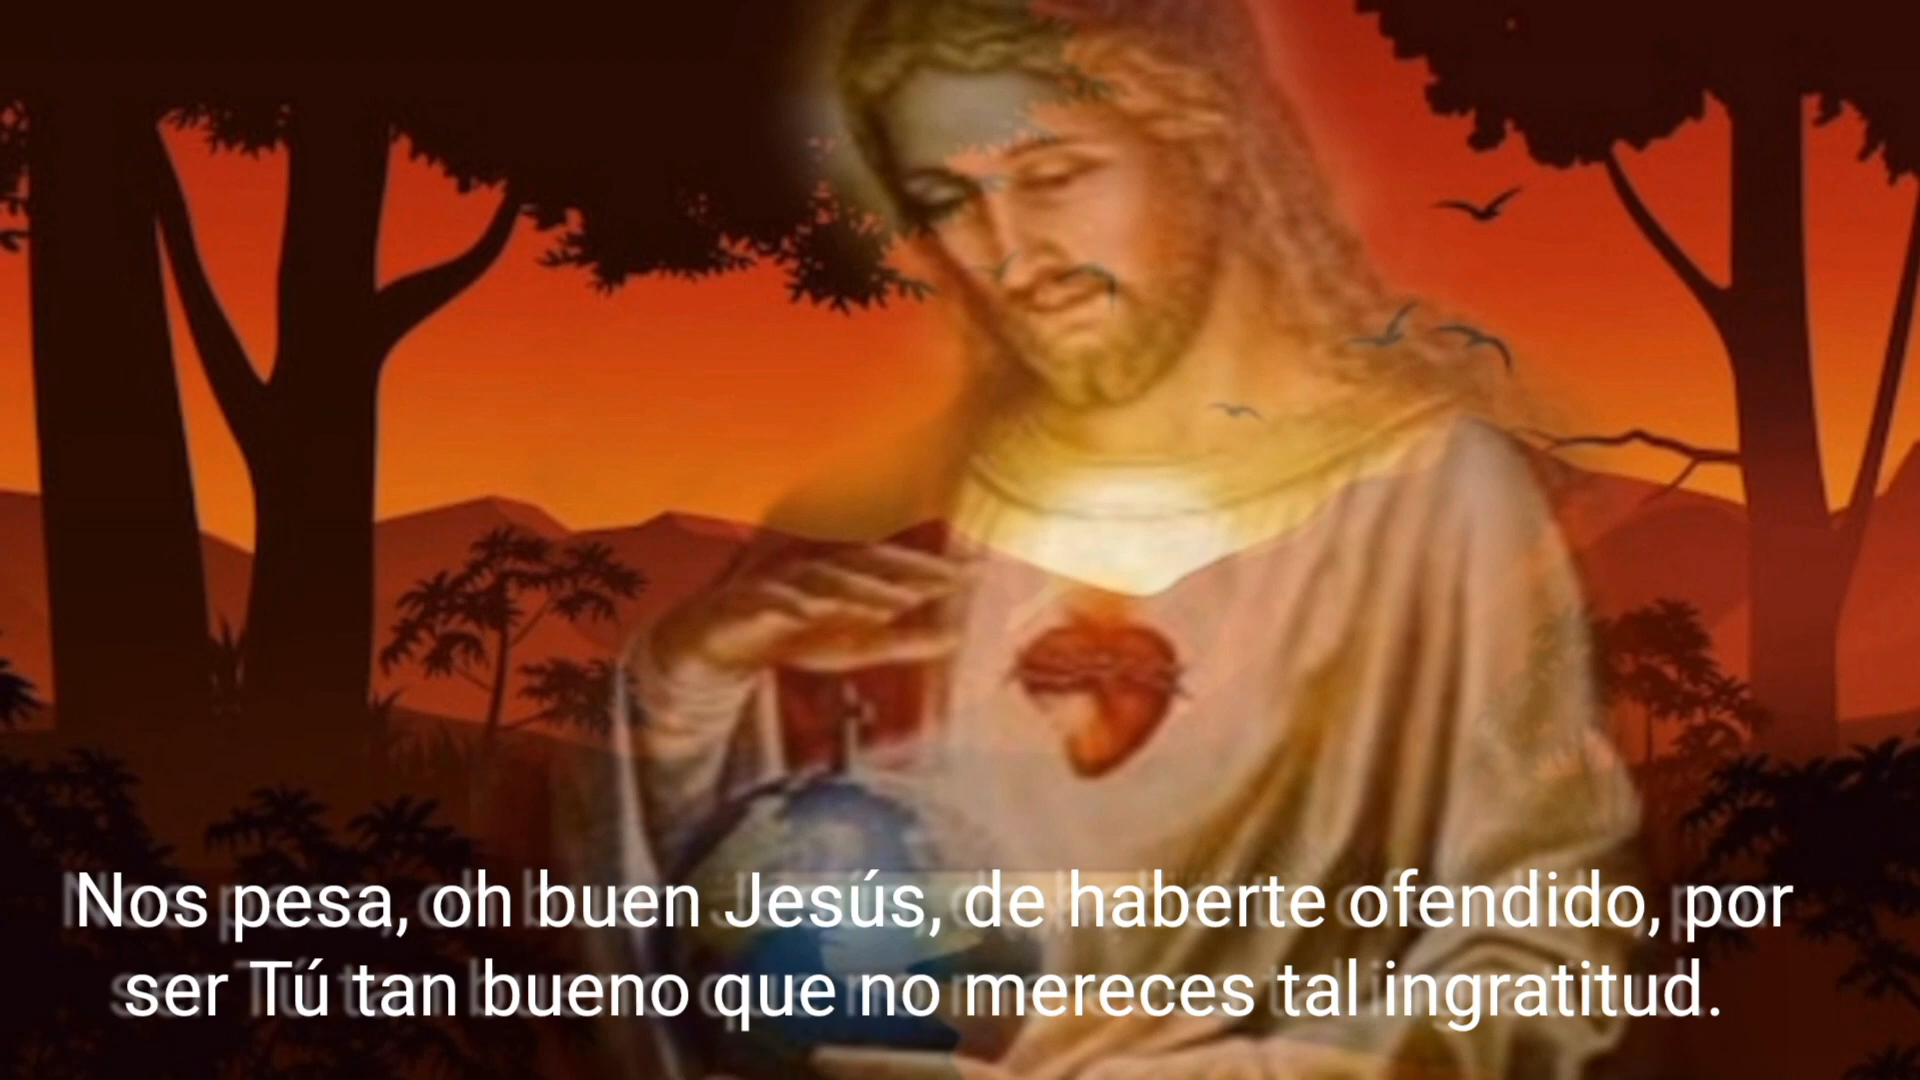 Nos pesa, oh buen Jesús, de haberte ofendido, por
ser Tú tan bueno que no mereces tal ingratitud.